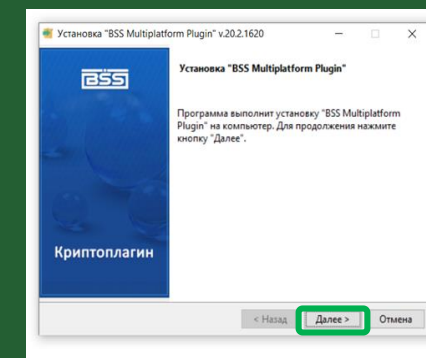 Установка "BSS Multiplatform Plugin" v.20.2.1620
BSS
Установка "BSS Multiplatform Plugin"
Программа выполнит установку "BSS Multiplatform
Plugin" на компьютер. Для продолжения нажмите
кнопку "Далее".
Криптоплагин
< Назад
Далее >
Отмена